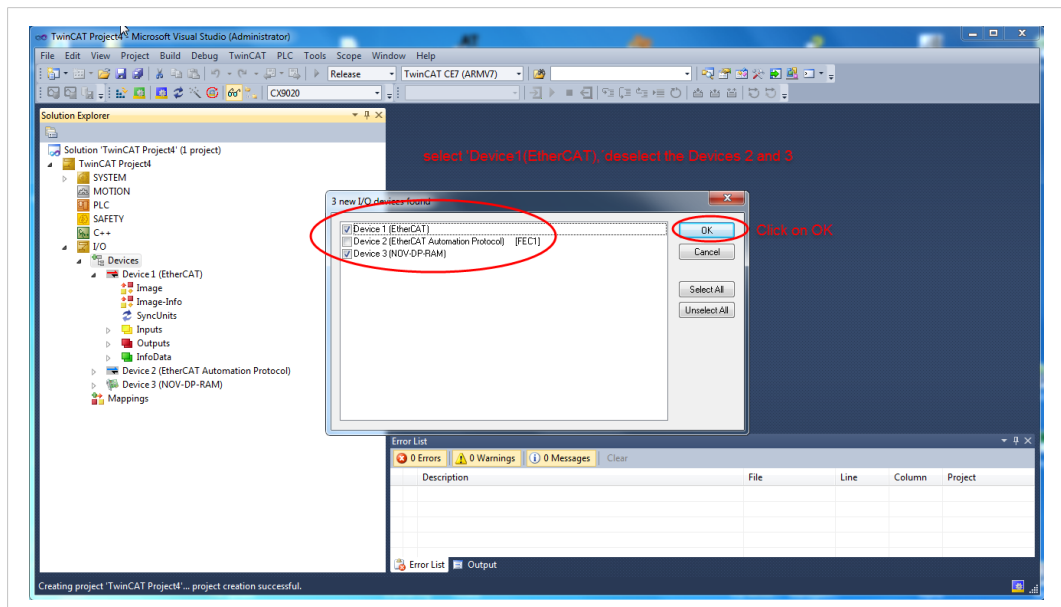 TwinCAT Project4 - Microsoft Visual Studio (Administrator)
File Edit View Project Build Debug TwinCAT PLC Tools Scope Window Help
Release TwinCAT CE7 (ARMV7)
CX9020
Solution Explorer
Solution 'TwinCAT Project4' (1 project)
TwinCAT Project4
SYSTEM
MOTION
PLC
SAFETY
C++
I/O
Devices
Device 1 (EtherCAT)
Image
Image-Info
SyncUnits
Inputs
Outputs
InfoData
Device 2 (EtherCAT Automation Protocol)
Device 3 (NOV-DP-RAM)
Mappings
select 'Device1(EtherCAT),'deselect the Devices 2 and 3
3 new I/O devices found
Device 1 (EtherCAT)
Device 2 (EtherCAT Automation Protocol) [FEC1]
Device 3 (NOV-DP-RAM)
OK
Click on OK
Cancel
Select All
Unselect All
Error List
0 Errors 0 Warnings 0 Messages Clear
Description File Line Column Project
Error List Output
Creating project 'TwinCAT Project4'... project creation successful.